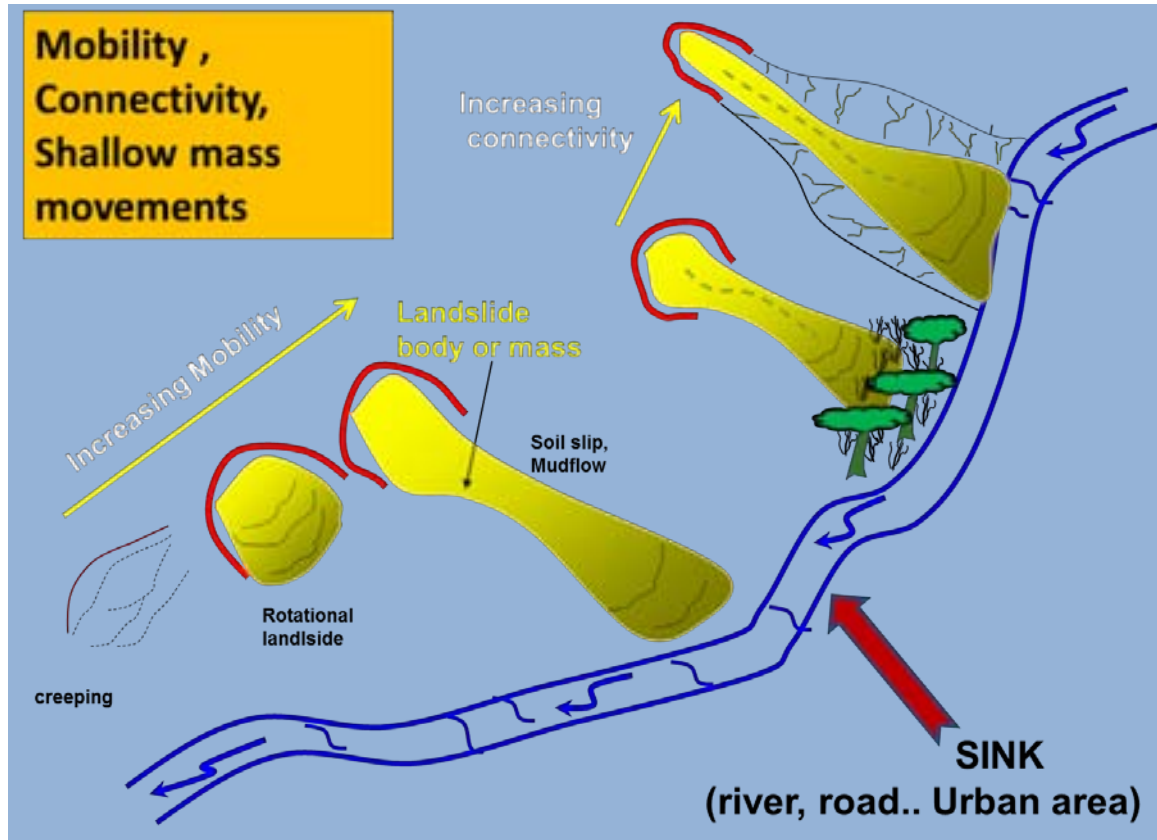 Mobility ,
Connectivity,
Shallow mass
movements
Increasing
connectivity
Increasing Mobility
Landslide
body or mass
Soil slip,
Mudflow
Rotational
landlside
creeping
SINK
(river, road.. Urban area)